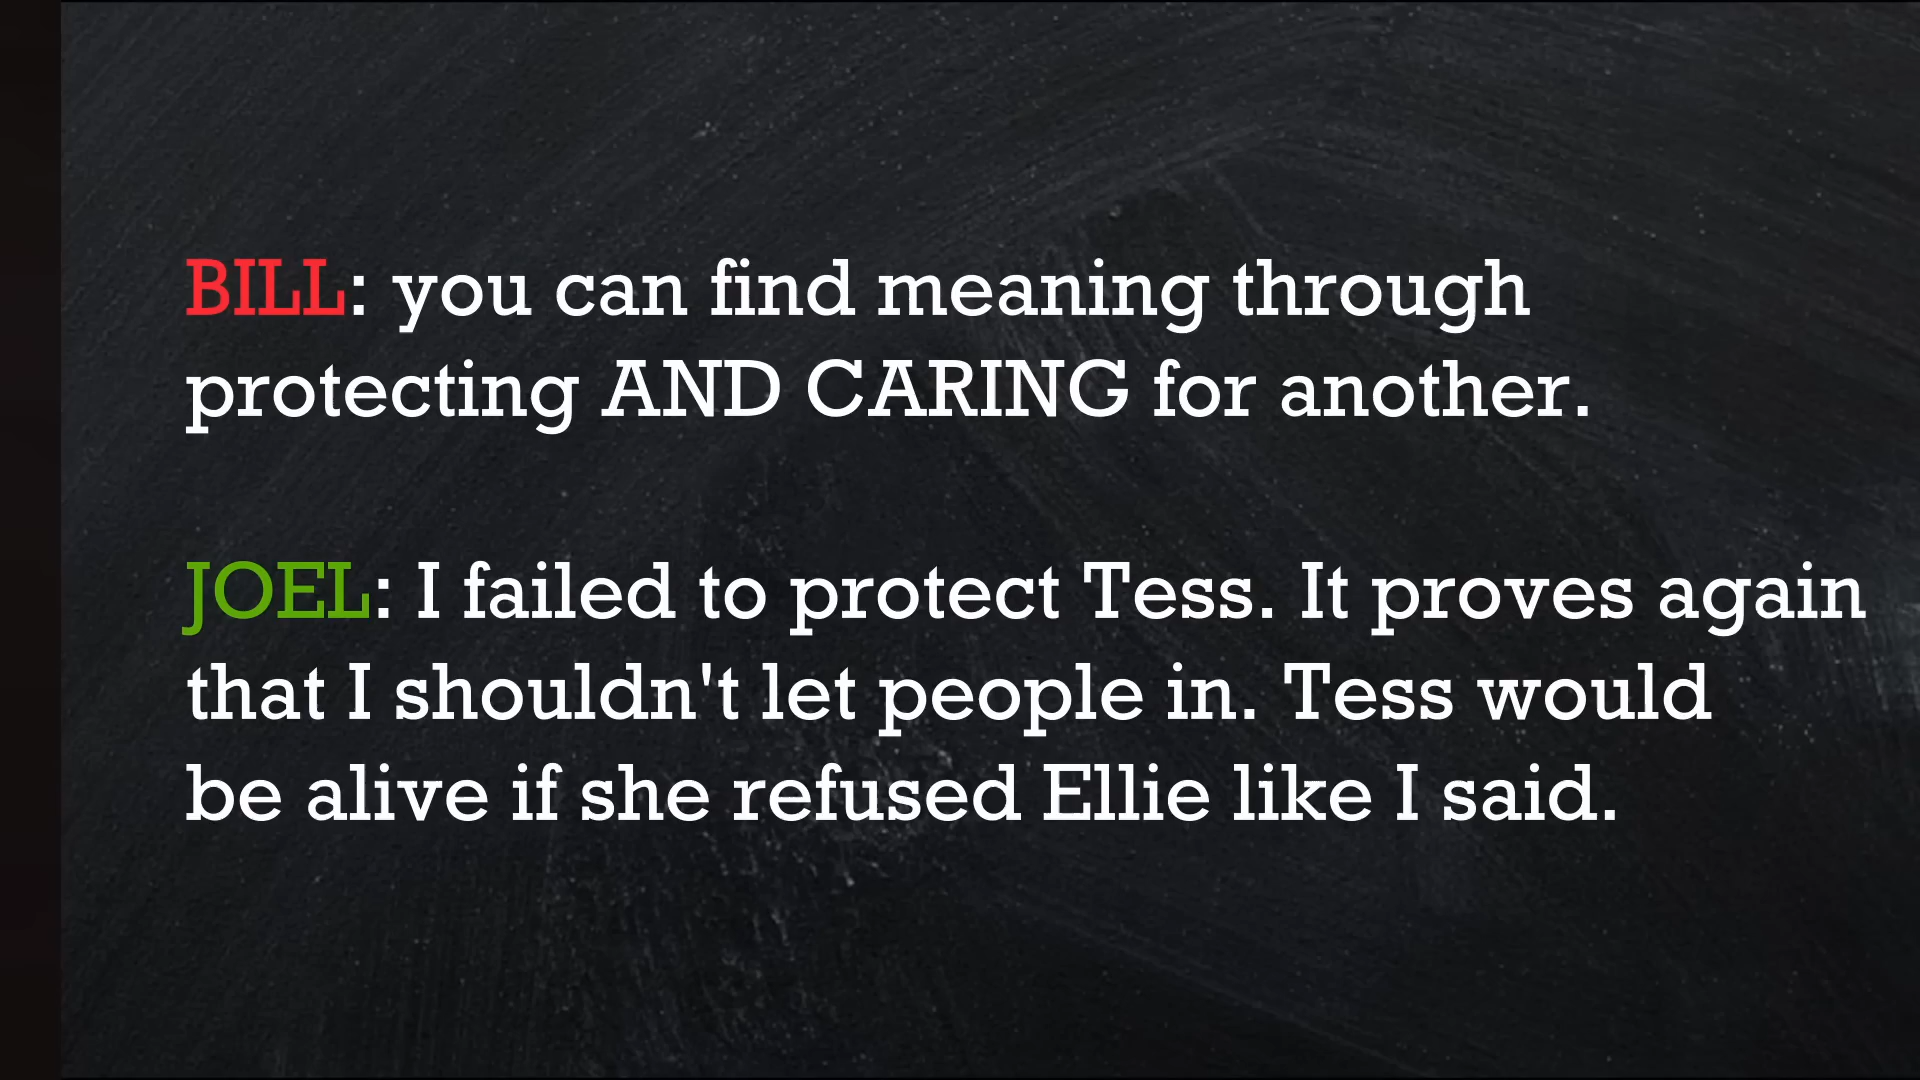 BILL: you can find meaning through
protecting AND CARING for another.
JOEL: I failed to protect Tess. It proves again
that I shouldn't let people in. Tess would
be alive if she refused Ellie like I said.